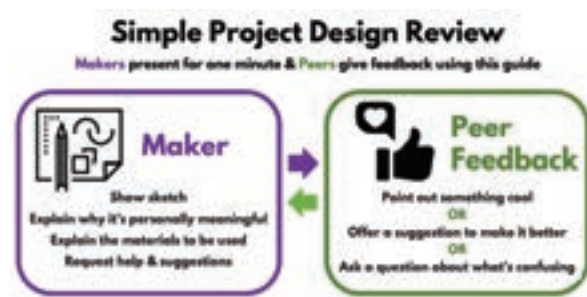 Simple Project Design Review
Makers present for one minute & Peers give feedback using this guide
Maker
Show sketch
Explain why it's personally meaningful
Explain the materials to be used
Request help & suggestions
Peer
Feedback
Point out something cool
OR
Offer a suggestion to make it better
OR
Ask a question about what's confusing